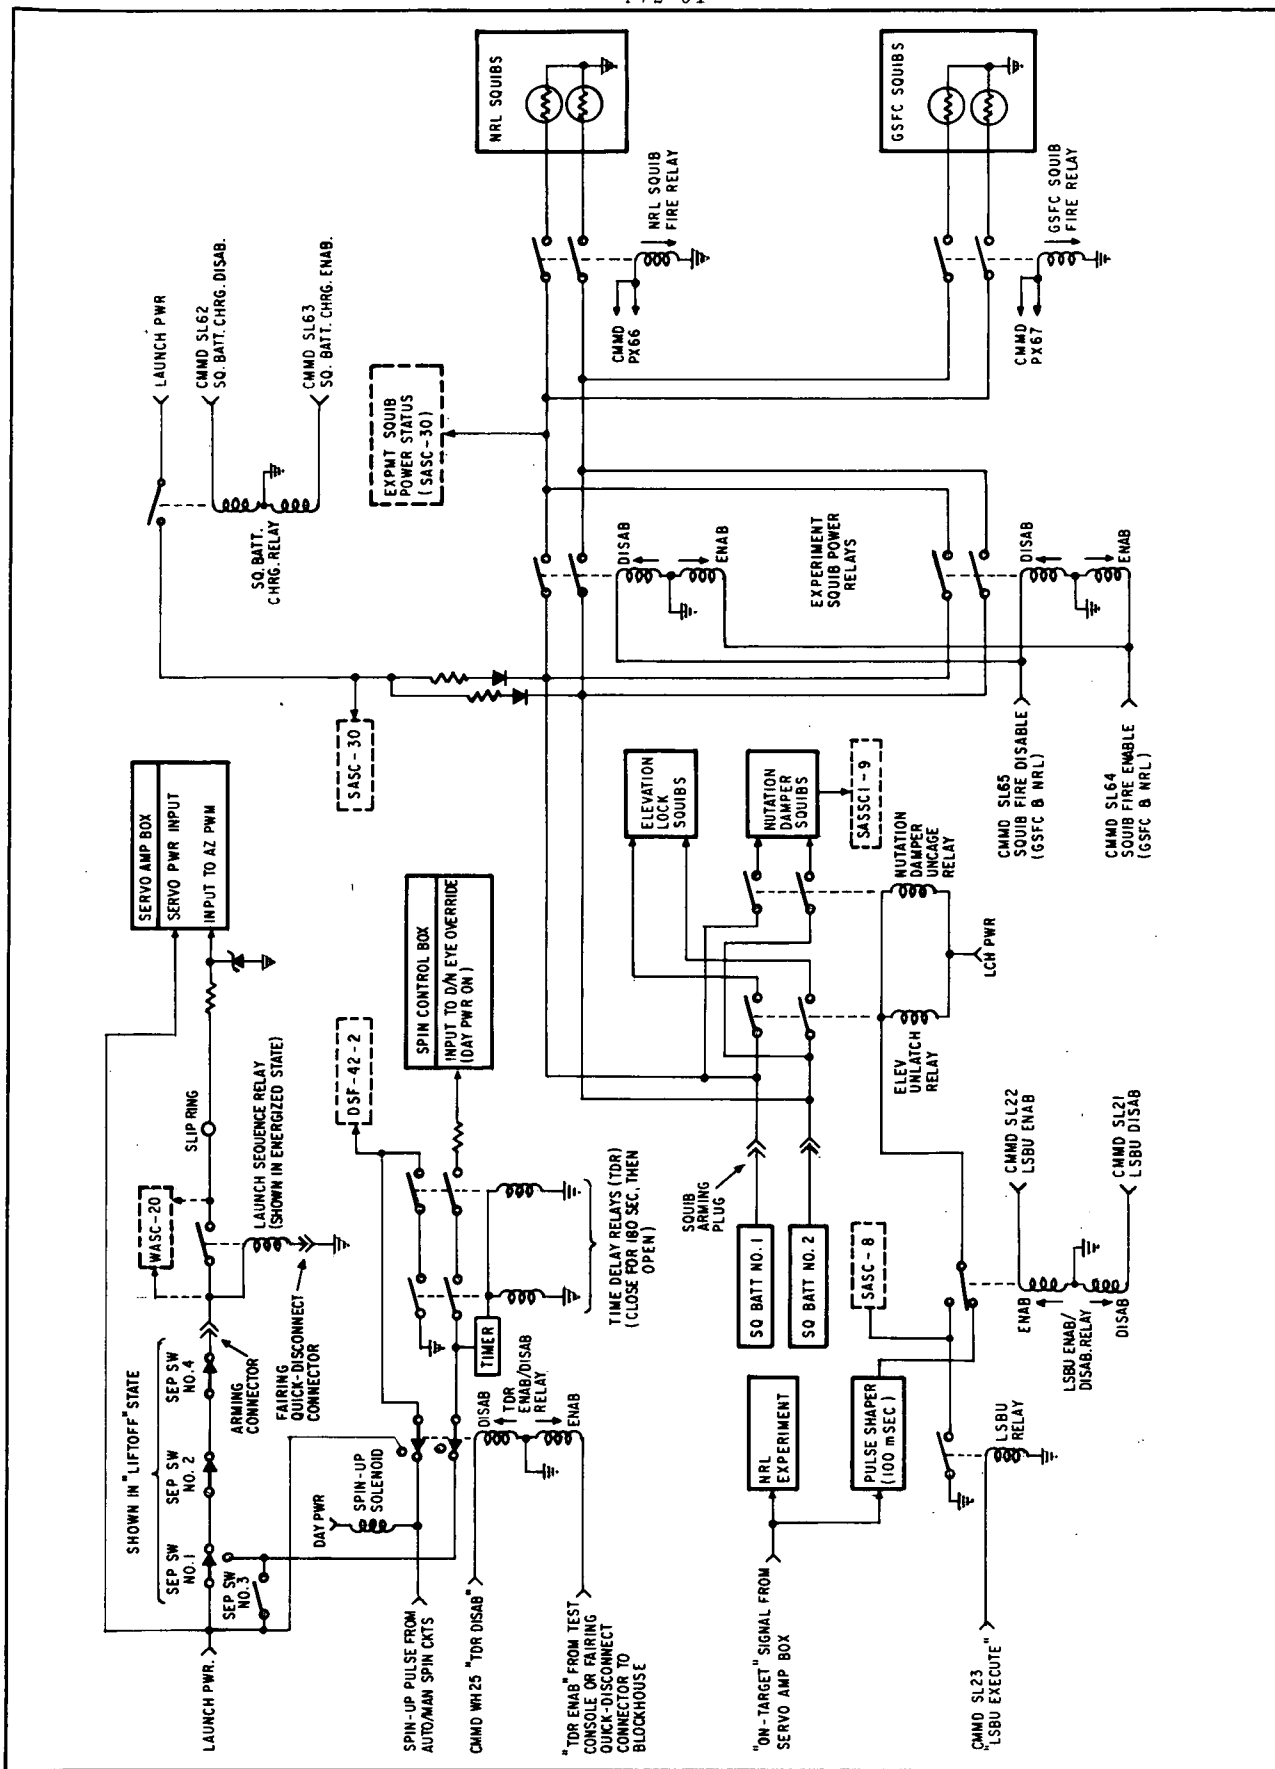 NRL SQUIBS
GSFC SQUIBS
NRL SQUIB
FIRE RELAY
CMMD
PX66
GSFC SQUIB
FIRE RELAY
CMMD
PX67
LAUNCH PWR
CMMD SL62
SQ. BATT. CHRG. DISAB.
CMMD SL63
SQ. BATT. CHRG. ENAB.
SQ. BATT.
CHRG. RELAY
EXPMT SQUIB
POWER STATUS
(SASC-30)
DISAB
ENAB
EXPERIMENT
SQUIB POWER
RELAYS
DISAB
ENAB
SASC-30
CMMD SL65
SQUIB FIRE DISABLE
(GSFC & NRL)
CMMD SL64
SQUIB FIRE ENABLE
(GSFC & NRL)
SERVO AMP BOX
SERVO PWR INPUT
INPUT TO AZ PWM
SPIN CONTROL BOX
INPUT TO D/N EYE OVERRIDE
(DAY PWR ON)
DSF-42-2
ELEVATION
LOCK
SQUIBS
NUTATION
DAMPER
SQUIBS
SASSC1-9
NUTATION
DAMPER
UNCAGE
RELAY
LCH PWR
ELEV
UNLATCH
RELAY
SLIP RING
WASC-20
LAUNCH SEQUENCE RELAY
(SHOWN IN ENERGIZED STATE)
SHOWN IN "LIFTOFF" STATE
SEP SW
NO.1
SEP SW
NO. 2
SEP SW
NO. 4
SEP SW
NO.3
ARMING
CONNECTOR
FAIRING
QUICK-DISCONNECT
CONNECTOR
LAUNCH PWR.
TIME DELAY RELAYS (TDR)
(CLOSE FOR 180 SEC, THEN
OPEN)
TIMER
DISAB
TDR
ENAB/DISAB
RELAY
ENAB
DAY PWR
SPIN-UP
SOLENOID
SPIN-UP PULSE FROM
AUTO/MAN SPIN CKTS
CMMD WH25 "TDR DISAB"
"TDR ENAB" FROM TEST
CONSOLE OR FAIRING
QUICK-DISCONNECT
CONNECTOR TO
BLOCKHOUSE
SQUIB
ARMING
PLUG
SQ BATT NO. 1
SQ BATT NO. 2
SASC-8
CMMD SL22
LSBU ENAB
CMMD SL21
LSBU DISAB
ENAB
LSBU ENAB/
DISAB. RELAY
DISAB
NRL
EXPERIMENT
PULSE SHAPER
(100 mSEC)
LSBU
RELAY
"ON-TARGET" SIGNAL FROM
SERVO AMP BOX
CMMD SL23
"LSBU EXECUTE"